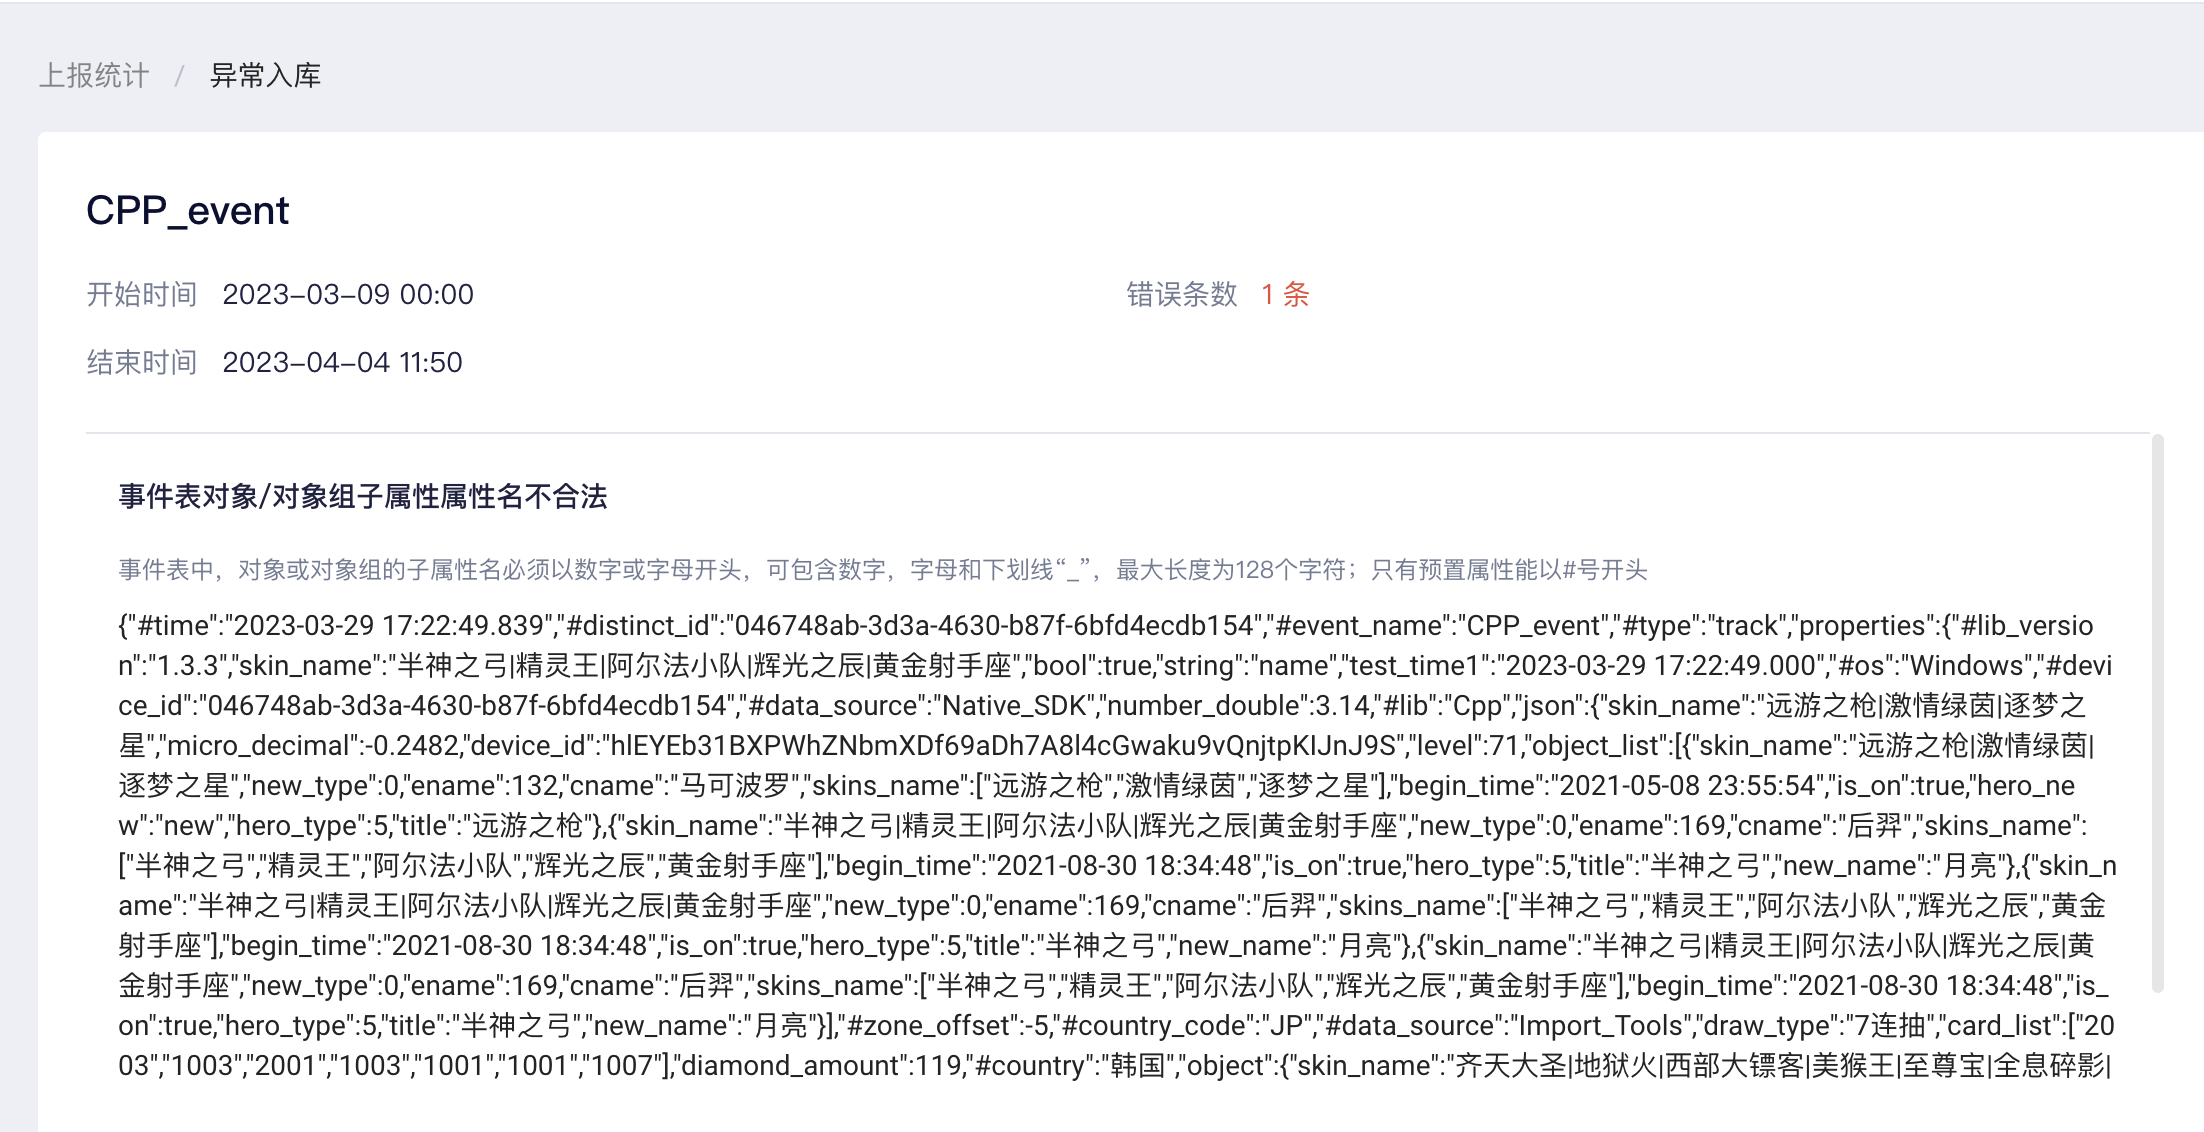 上报统计 / 异常入库
CPP_event
开始时间 2023-03-09 00:00 错误条数 1 条
结束时间 2023-04-04 11:50
事件表对象/对象组子属性属性名不合法
事件表中，对象或对象组的子属性名必须以数字或字母开头，可包含数字，字母和下划线“_”，最大长度为128个字符；只有预置属性能以#号开头
{"#time":"2023-03-29 17:22:49.839","#distinct_id":"046748ab-3d3a-4630-b87f-6bfd4ecdb154","#event_name":"CPP_event","#type":"track","properties":{"#lib_versio
n":"1.3.3","skin_name":"半神之弓|精灵王|阿尔法小队|辉光之辰|黄金射手座","bool":true,"string":"name","test_time1":"2023-03-29 17:22:49.000","#os":"Windows","#devi
ce_id":"046748ab-3d3a-4630-b87f-6bfd4ecdb154","#data_source":"Native_SDK","number_double":3.14,"#lib":"Cpp","json":{"skin_name":"远游之枪|激情绿茵|逐梦之
星","micro_decimal":-0.2482,"device_id":"hlEYEb31BXPWhZNbmXDf69aDh7A8l4cGwaku9vQnjtpKIJnJ9S","level":71,"object_list":[{"skin_name":"远游之枪|激情绿茵|
逐梦之星","new_type":0,"ename":132,"cname":"马可波罗","skins_name":["远游之枪","激情绿茵","逐梦之星"],"begin_time":"2021-05-08 23:55:54","is_on":true,"hero_ne
w":"new","hero_type":5,"title":"远游之枪"},{"skin_name":"半神之弓|精灵王|阿尔法小队|辉光之辰|黄金射手座","new_type":0,"ename":169,"cname":"后羿","skins_name":
["半神之弓","精灵王","阿尔法小队","辉光之辰","黄金射手座"],"begin_time":"2021-08-30 18:34:48","is_on":true,"hero_type":5,"title":"半神之弓","new_name":"月亮"},{"skin_n
ame":"半神之弓|精灵王|阿尔法小队|辉光之辰|黄金射手座","new_type":0,"ename":169,"cname":"后羿","skins_name":["半神之弓","精灵王","阿尔法小队","辉光之辰","黄金
射手座"],"begin_time":"2021-08-30 18:34:48","is_on":true,"hero_type":5,"title":"半神之弓","new_name":"月亮"},{"skin_name":"半神之弓|精灵王|阿尔法小队|辉光之辰|黄
金射手座","new_type":0,"ename":169,"cname":"后羿","skins_name":["半神之弓","精灵王","阿尔法小队","辉光之辰","黄金射手座"],"begin_time":"2021-08-30 18:34:48","is_
on":true,"hero_type":5,"title":"半神之弓","new_name":"月亮"}],"#zone_offset":-5,"#country_code":"JP","#data_source":"Import_Tools","draw_type":"7连抽","card_list":["20
03","1003","2001","1003","1001","1001","1007"],"diamond_amount":119,"#country":"韩国","object":{"skin_name":"齐天大圣|地狱火|西部大镖客|美猴王|至尊宝|全息碎影|